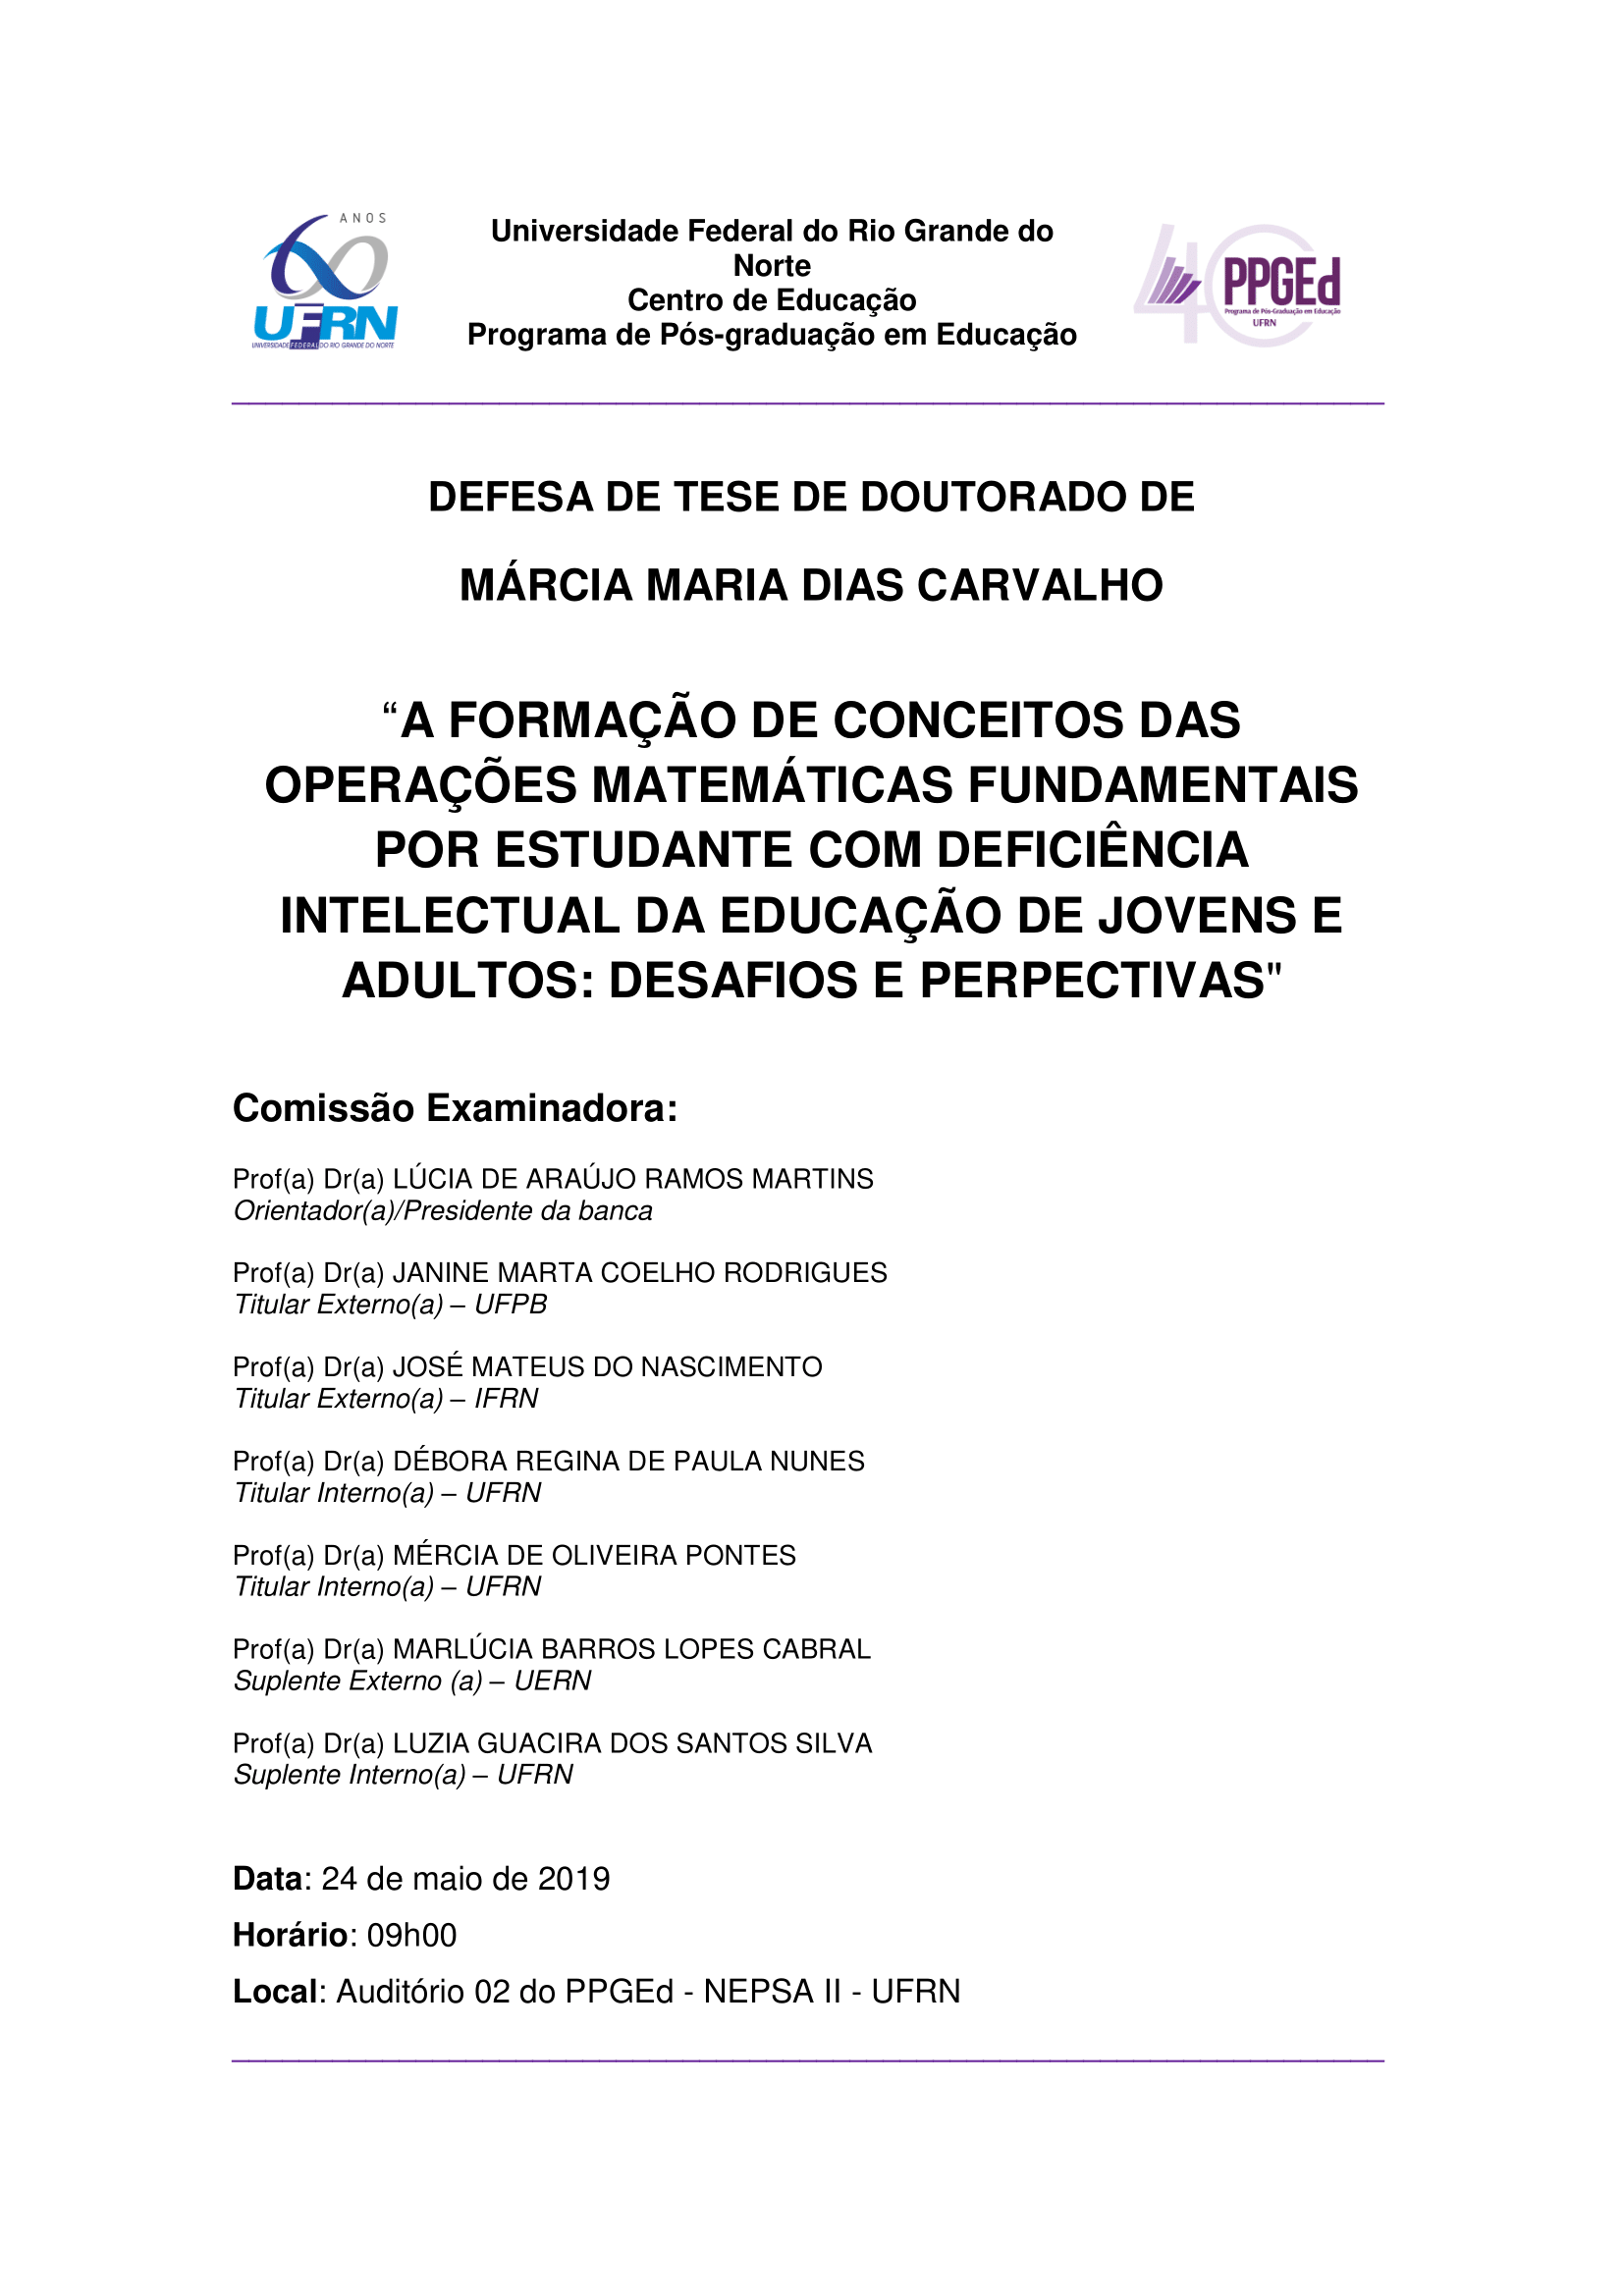 ANOS
UFRN
UNIVERSIDADE FEDERAL DO RIO GRANDE DO NORTE
Universidade Federal do Rio Grande do
Norte
Centro de Educação
Programa de Pós-graduação em Educação
40
PPGEd
Programa de Pós-Graduação em Educação
UFRN
DEFESA DE TESE DE DOUTORADO DE
MÁRCIA MARIA DIAS CARVALHO
“A FORMAÇÃO DE CONCEITOS DAS
OPERAÇÕES MATEMÁTICAS FUNDAMENTAIS
POR ESTUDANTE COM DEFICIÊNCIA
INTELECTUAL DA EDUCAÇÃO DE JOVENS E
ADULTOS: DESAFIOS E PERPECTIVAS"
Comissão Examinadora:
Prof(a) Dr(a) LÚCIA DE ARAÚJO RAMOS MARTINS
Orientador(a)/Presidente da banca
Prof(a) Dr(a) JANINE MARTA COELHO RODRIGUES
Titular Externo(a) – UFPB
Prof(a) Dr(a) JOSÉ MATEUS DO NASCIMENTO
Titular Externo(a) – IFRN
Prof(a) Dr(a) DÉBORA REGINA DE PAULA NUNES
Titular Interno(a) – UFRN
Prof(a) Dr(a) MÉRCIA DE OLIVEIRA PONTES
Titular Interno(a) – UFRN
Prof(a) Dr(a) MARLÚCIA BARROS LOPES CABRAL
Suplente Externo (a) – UERN
Prof(a) Dr(a) LUZIA GUACIRA DOS SANTOS SILVA
Suplente Interno(a) – UFRN
Data: 24 de maio de 2019
Horário: 09h00
Local: Auditório 02 do PPGEd - NEPSA II - UFRN